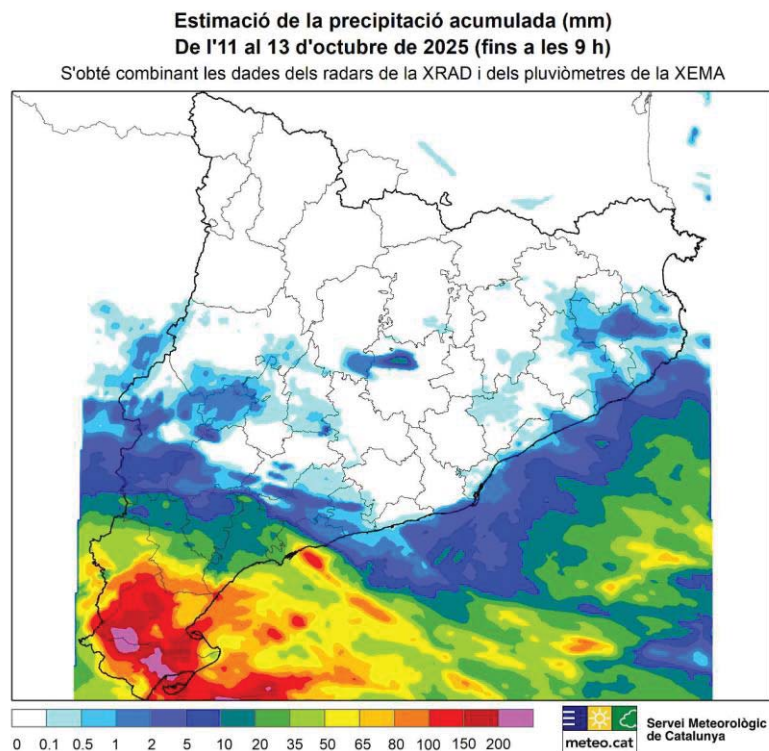 Estimació de la precipitació acumulada (mm)
De l'11 al 13 d'octubre de 2025 (fins a les 9 h)
S'obté combinant les dades dels radars de la XRAD i dels pluviòmetres de la XEMA
0 0.1 0.5 1 2 5 10 20 35 50 65 80 100 150 200
meteo.cat
Servei Meteorològic
de Catalunya